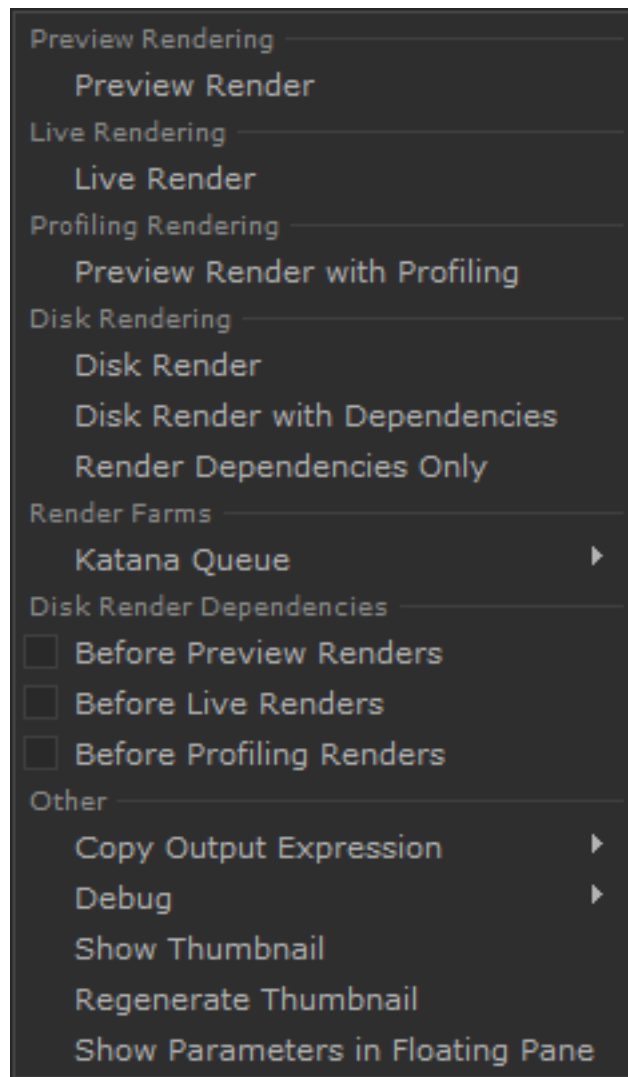 Preview Rendering
Preview Render
Live Rendering
Live Render
Profiling Rendering
Preview Render with Profiling
Disk Rendering
Disk Render
Disk Render with Dependencies
Render Dependencies Only
Render Farms
Katana Queue
Disk Render Dependencies
Before Preview Renders
Before Live Renders
Before Profiling Renders
Other
Copy Output Expression
Debug
Show Thumbnail
Regenerate Thumbnail
Show Parameters in Floating Pane